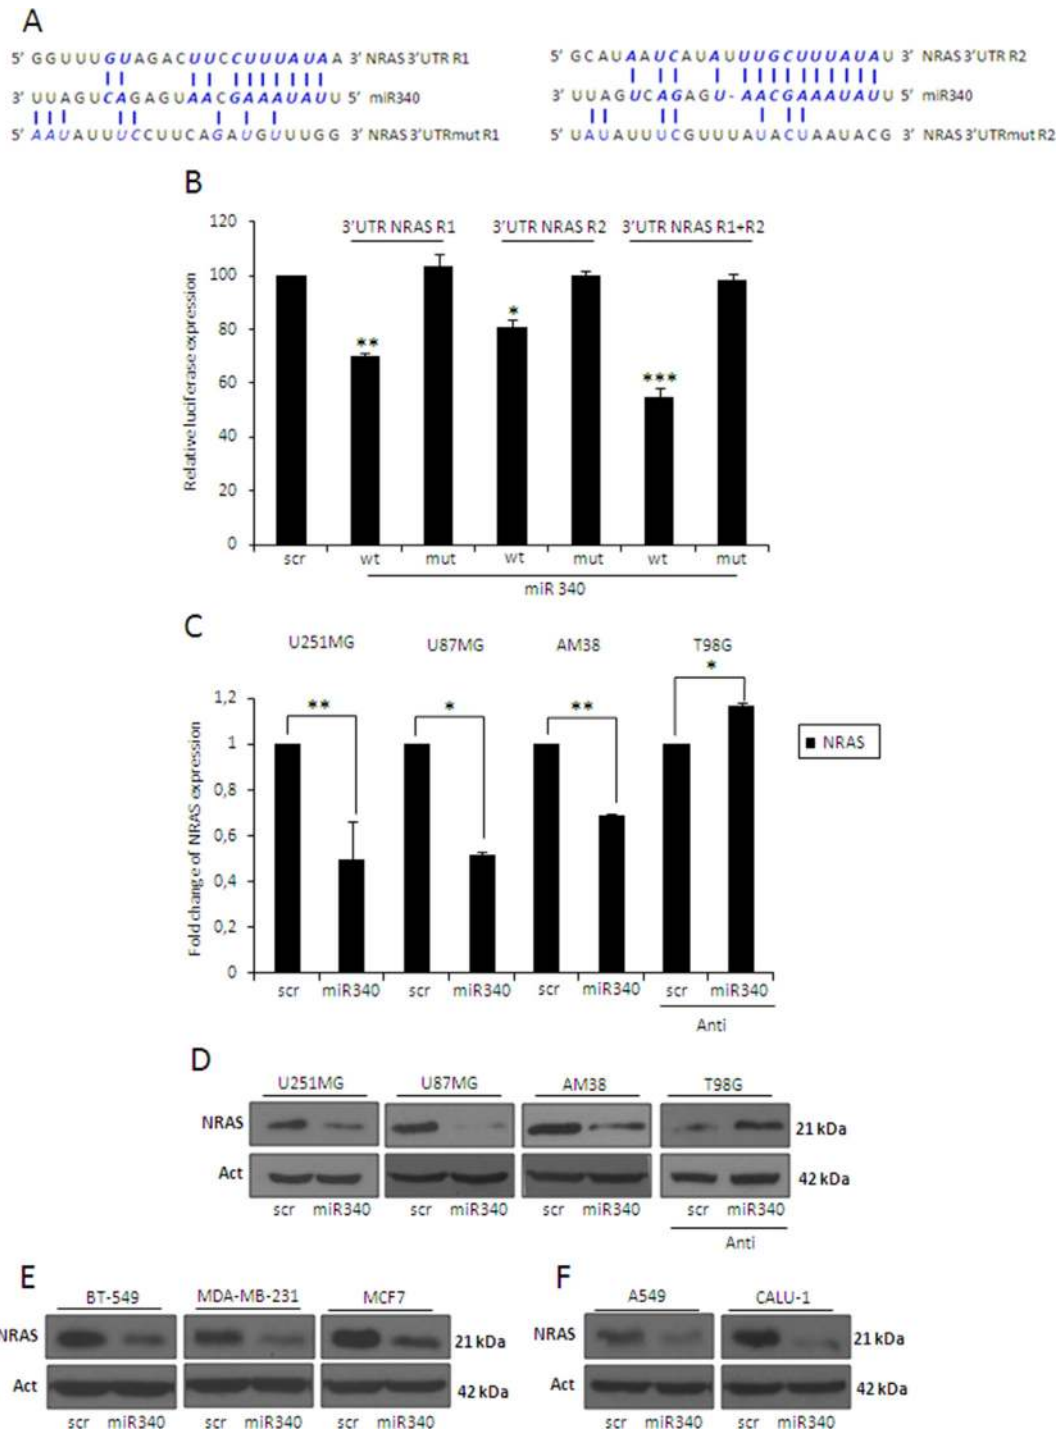 A
5' GGUUUGUAGACUUCCUUUAUAA 3' NRAS 3'UTR R1
3' UUAGUCAGAGUAACGAAAUAUU 5' miR340
5' AAUAUUUCCUUCAGAUGUUUGG 3' NRAS 3'UTRmut R1
5' GCAUAAUCAUAUUUGCUUUAUAU 3' NRAS 3'UTR R2
3' UUAGUCAGAGU-AACGAAAUAUU 5' miR340
5' UAUAUUUCGUUUAUACUAAUACG 3' NRAS 3'UTRmut R2
B
Relative luciferase expression
120
100
80
60
40
20
0
3'UTR NRAS R1
3'UTR NRAS R2
3'UTR NRAS R1+R2
**
*
***
scr wt mut wt mut wt mut
miR 340
C
U251MG U87MG AM38 T98G
Fold change of NRAS expression
1,2
1
0,8
0,6
0,4
0,2
0
** * ** *
NRAS
scr miR340 scr miR340 scr miR340 scr miR340
Anti
D
U251MG U87MG AM38 T98G
NRAS 21 kDa
Act 42 kDa
scr miR340 scr miR340 scr miR340 scr miR340
Anti
E
BT-549 MDA-MB-231 MCF7
NRAS 21 kDa
Act 42 kDa
scr miR340 scr miR340 scr miR340
F
A549 CALU-1
NRAS 21 kDa
Act 42 kDa
scr miR340 scr miR340